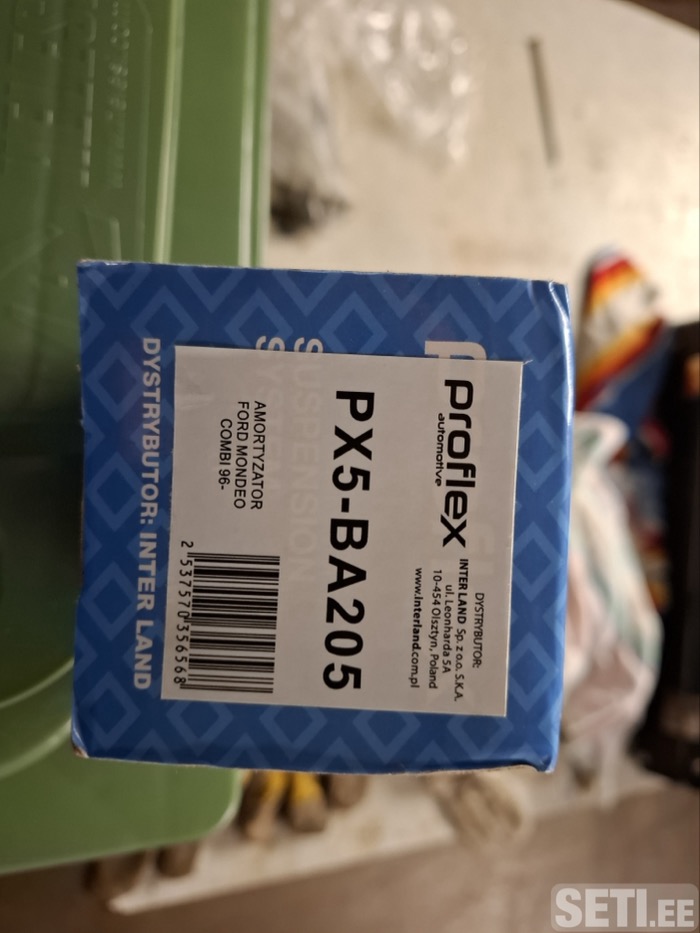 proflex
automotive
DYSTRYBUTOR:
INTER LAND Sp. z o.o. S.K.A.
ul. Leonharda 5A
10-454 Olsztyn, Poland
www.interland.com.pl
PX5-BA205
SUSPENSION
AMORTYZATOR
FORD MONDEO
COMBI 96-
2 537570 356568
DYSTRYBUTOR: INTER LAND
SETI.EE